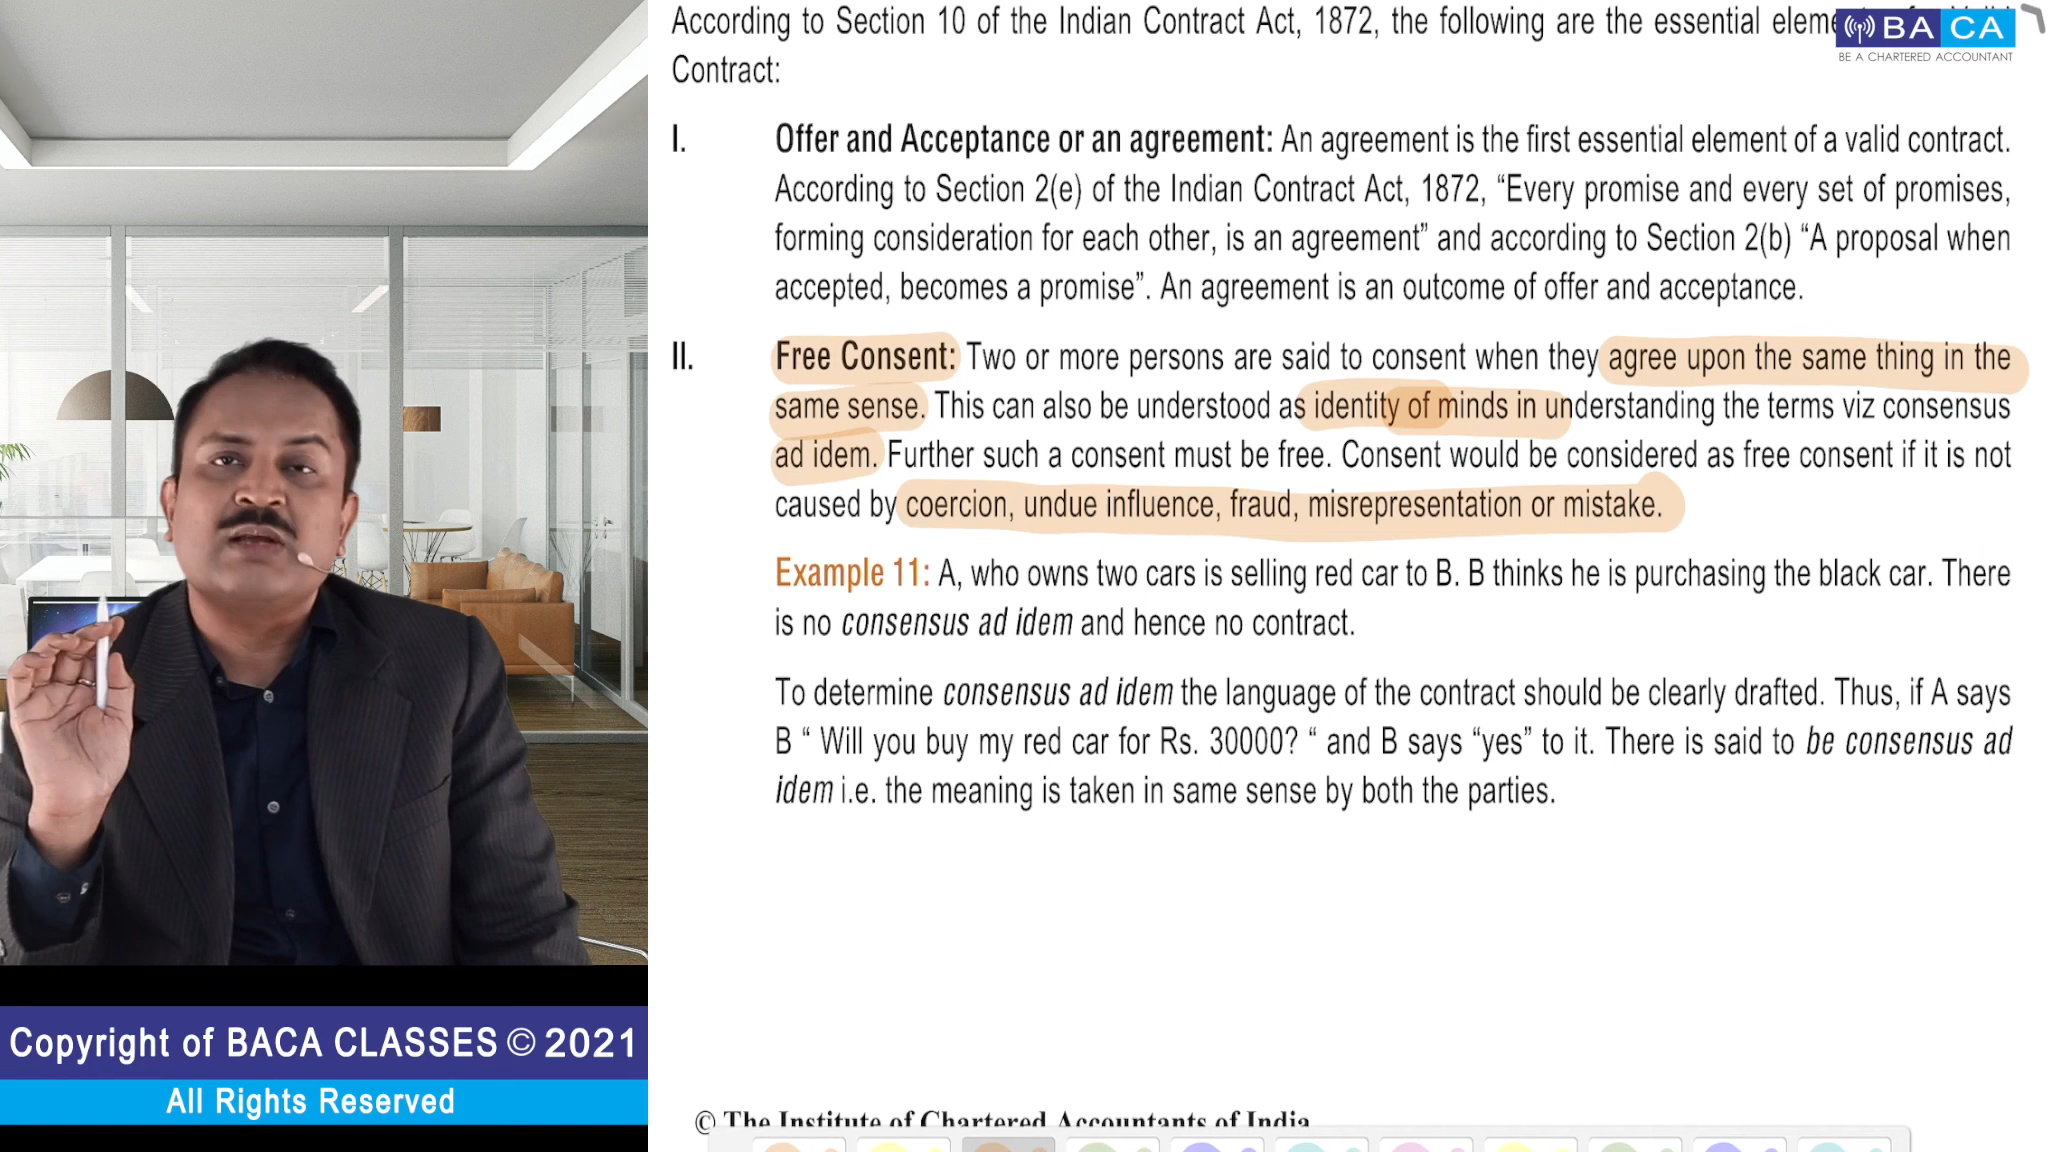 According to Section 10 of the Indian Contract Act, 1872, the following are the essential
Contract:
BACA
BE A CHARTERED ACCOUNTANT
I. Offer and Acceptance or an agreement: An agreement is the first essential element of a valid contract.
According to Section 2(e) of the Indian Contract Act, 1872, “Every promise and every set of promises,
forming consideration for each other, is an agreement” and according to Section 2(b) “A proposal when
accepted, becomes a promise”. An agreement is an outcome of offer and acceptance.
II. Free Consent: Two or more persons are said to consent when they agree upon the same thing in the
same sense. This can also be understood as identity of minds in understanding the terms viz consensus
ad idem. Further such a consent must be free. Consent would be considered as free consent if it is not
caused by coercion, undue influence, fraud, misrepresentation or mistake.
Example 11: A, who owns two cars is selling red car to B. B thinks he is purchasing the black car. There
is no consensus ad idem and hence no contract.
To determine consensus ad idem the language of the contract should be clearly drafted. Thus, if A says
B “ Will you buy my red car for Rs. 30000? “ and B says “yes” to it. There is said to be consensus ad
idem i.e. the meaning is taken in same sense by both the parties.
© The Institute of Chartered Accountants of India
Copyright of BACA CLASSES © 2021
All Rights Reserved